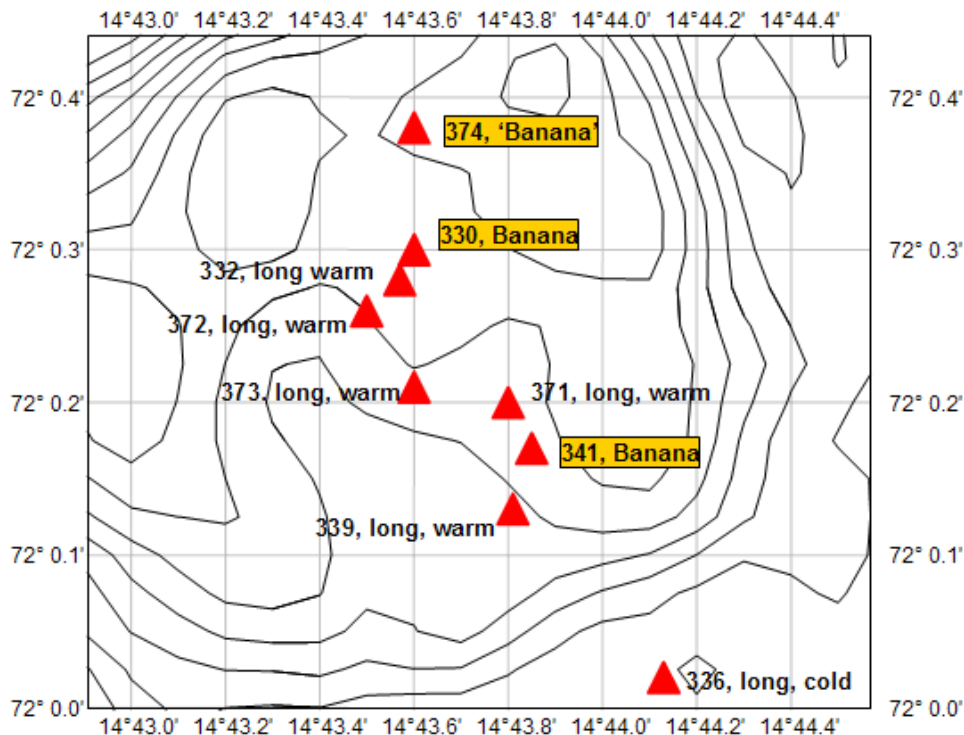 14°43.0' 14°43.2' 14°43.4' 14°43.6' 14°43.8' 14°44.0' 14°44.2' 14°44.4'
72° 0.4' 72° 0.4'
374, ‘Banana’
330, Banana
72° 0.3' 72° 0.3'
332, long warm
372, long, warm
373, long, warm 371, long, warm
72° 0.2' 72° 0.2'
341, Banana
339, long, warm
72° 0.1' 72° 0.1'
336, long, cold
72° 0.0' 72° 0.0'
14°43.0' 14°43.2' 14°43.4' 14°43.6' 14°43.8' 14°44.0' 14°44.2' 14°44.4'